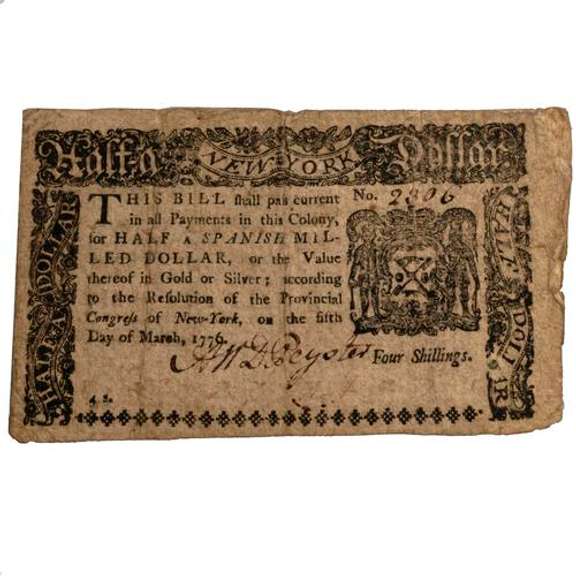 Half-a NEW-YORK Dollar
HALF A DOLLAR
THIS BILL ſhall paſs current
in all Payments in this Colony,
for HALF A SPANISH MIL-
LED DOLLAR, or the Value
thereof in Gold or Silver; according
to the Reſolution of the Provincial
Congreſs of New-York, on the fifth
Day of March, 1776.
No. 2306
Four Shillings.
HALF A DOLLAR
4 s.